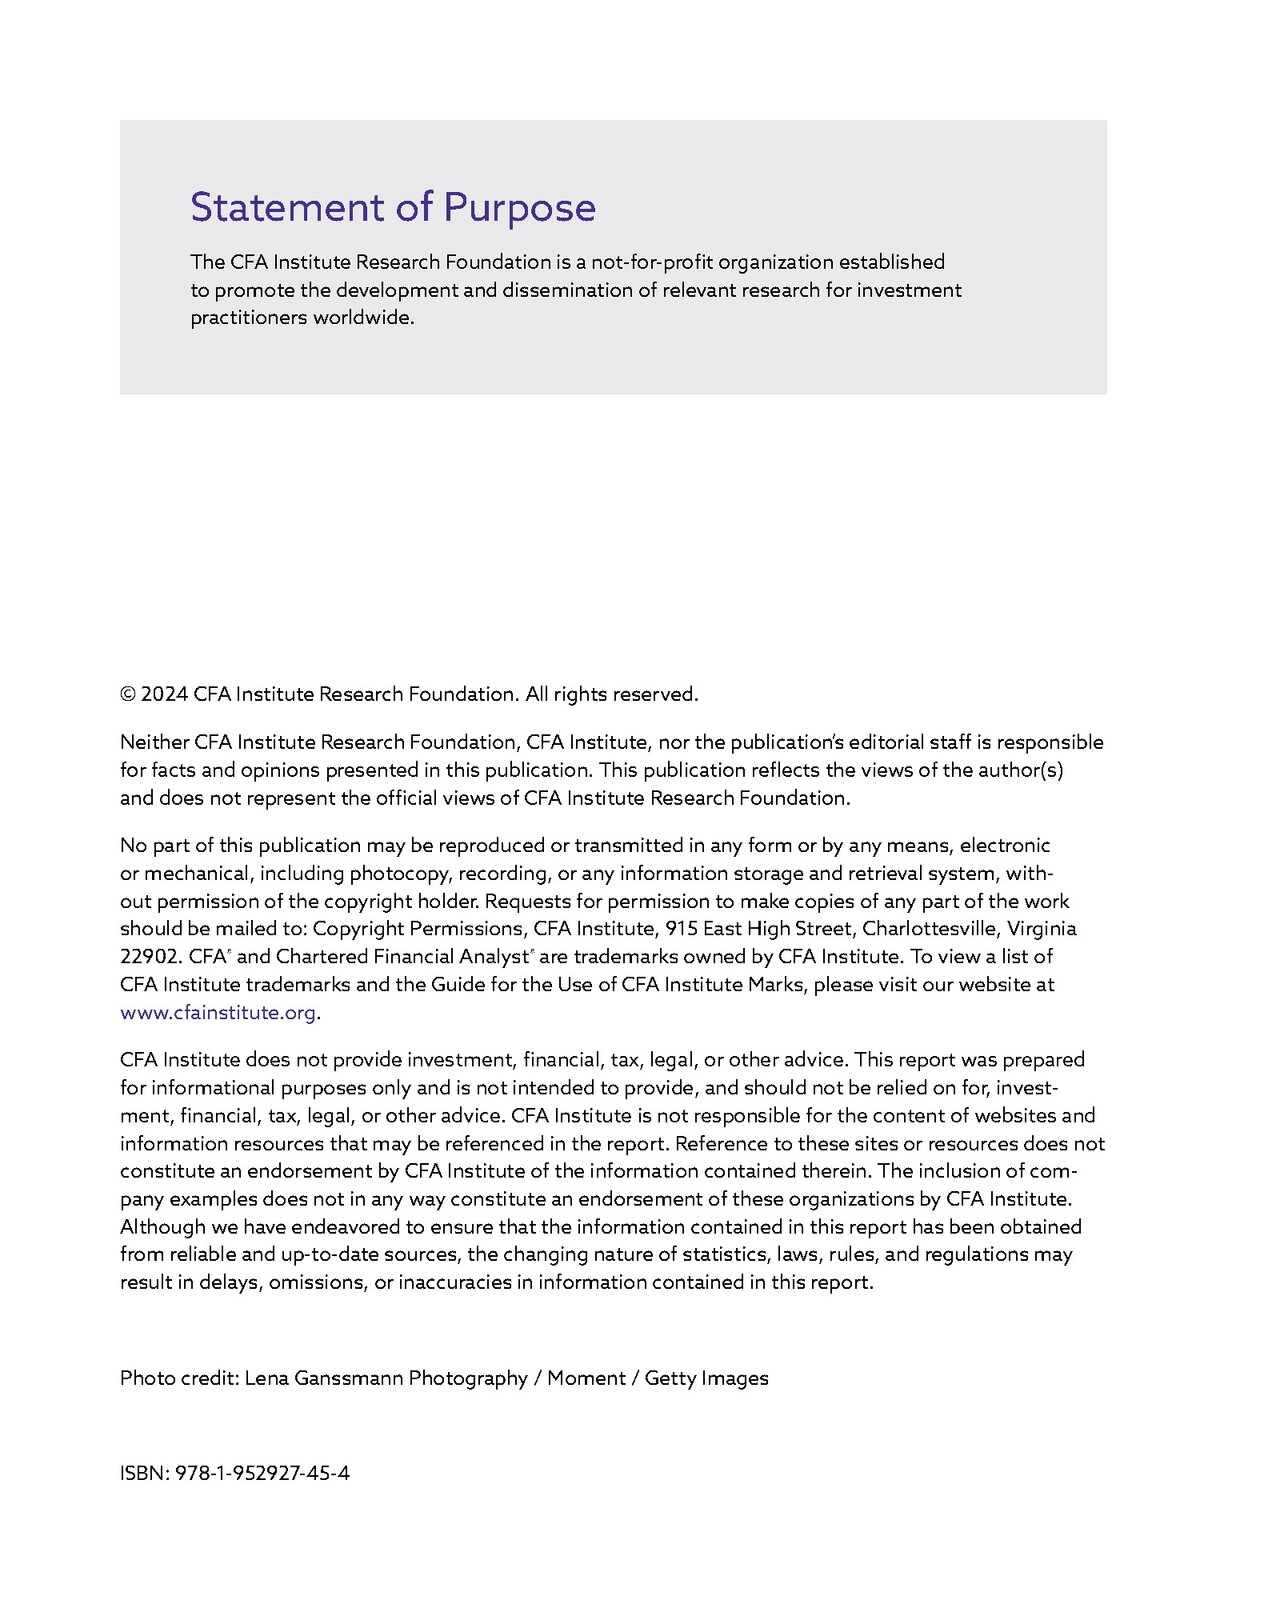 Statement of Purpose
The CFA Institute Research Foundation is a not-for-profit organization established
to promote the development and dissemination of relevant research for investment
practitioners worldwide.
© 2024 CFA Institute Research Foundation. All rights reserved.
Neither CFA Institute Research Foundation, CFA Institute, nor the publication's editorial staff is responsible
for facts and opinions presented in this publication. This publication reflects the views of the author(s)
and does not represent the official views of CFA Institute Research Foundation.
No part of this publication may be reproduced or transmitted in any form or by any means, electronic
or mechanical, including photocopy, recording, or any information storage and retrieval system, with-
out permission of the copyright holder. Requests for permission to make copies of any part of the work
should be mailed to: Copyright Permissions, CFA Institute, 915 East High Street, Charlottesville, Virginia
22902. CFA® and Chartered Financial Analyst® are trademarks owned by CFA Institute. To view a list of
CFA Institute trademarks and the Guide for the Use of CFA Institute Marks, please visit our website at
www.cfainstitute.org.
CFA Institute does not provide investment, financial, tax, legal, or other advice. This report was prepared
for informational purposes only and is not intended to provide, and should not be relied on for, invest-
ment, financial, tax, legal, or other advice. CFA Institute is not responsible for the content of websites and
information resources that may be referenced in the report. Reference to these sites or resources does not
constitute an endorsement by CFA Institute of the information contained therein. The inclusion of com-
pany examples does not in any way constitute an endorsement of these organizations by CFA Institute.
Although we have endeavored to ensure that the information contained in this report has been obtained
from reliable and up-to-date sources, the changing nature of statistics, laws, rules, and regulations may
result in delays, omissions, or inaccuracies in information contained in this report.
Photo credit: Lena Ganssmann Photography / Moment / Getty Images
ISBN: 978-1-952927-45-4